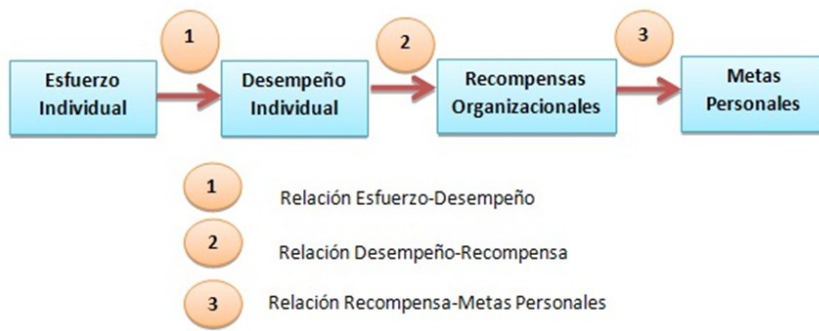 1
2
3
Esfuerzo
Individual
Desempeño
Individual
Recompensas
Organizacionales
Metas
Personales
1
Relación Esfuerzo-Desempeño
2
Relación Desempeño-Recompensa
3
Relación Recompensa-Metas Personales